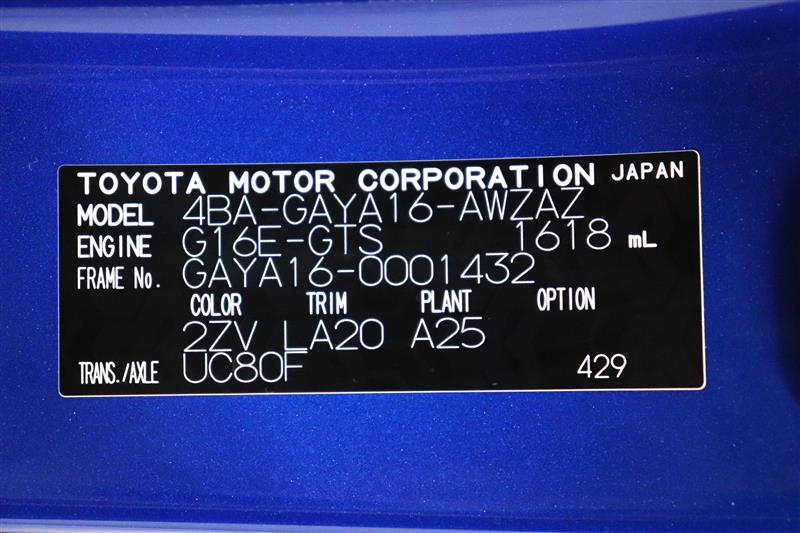 TOYOTA MOTOR CORPORATION JAPAN
MODEL 4BA-GAYA16-AWZAZ
ENGINE G16E-GTS 1618 mL
FRAME No. GAYA16-0001432
COLOR TRIM PLANT OPTION
2ZV LA20 A25
TRANS./AXLE UC80F 429